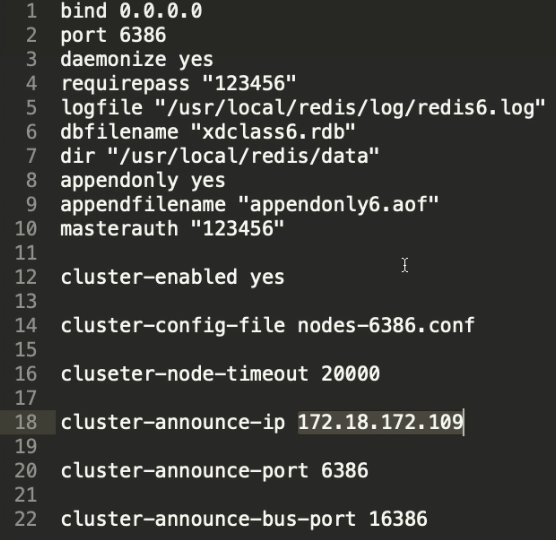 1 bind 0.0.0.0
2 port 6386
3 daemonize yes
4 requirepass "123456"
5 logfile "/usr/local/redis/log/redis6.log"
6 dbfilename "xdclass6.rdb"
7 dir "/usr/local/redis/data"
8 appendonly yes
9 appendfilename "appendonly6.aof"
10 masterauth "123456"
11
12 cluster-enabled yes
13
14 cluster-config-file nodes-6386.conf
15
16 cluseter-node-timeout 20000
17
18 cluster-announce-ip 172.18.172.109
19
20 cluster-announce-port 6386
21
22 cluster-announce-bus-port 16386